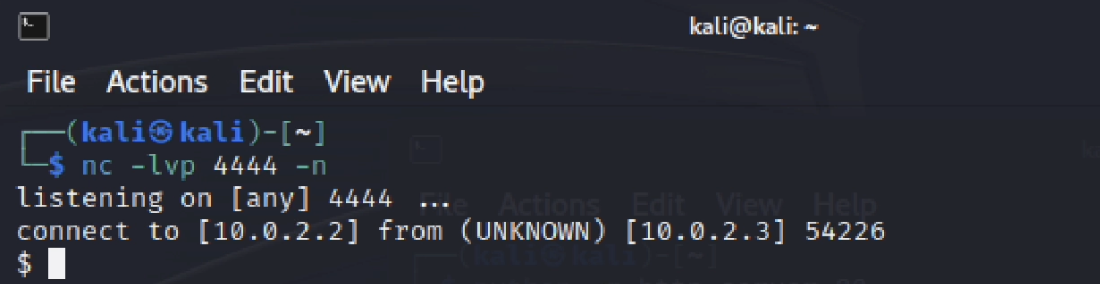 kali@kali: ~
File Actions Edit View Help
┌──(kali㉿kali)-[~]
└─$ nc -lvp 4444 -n
listening on [any] 4444 ...
connect to [10.0.2.2] from (UNKNOWN) [10.0.2.3] 54226
$